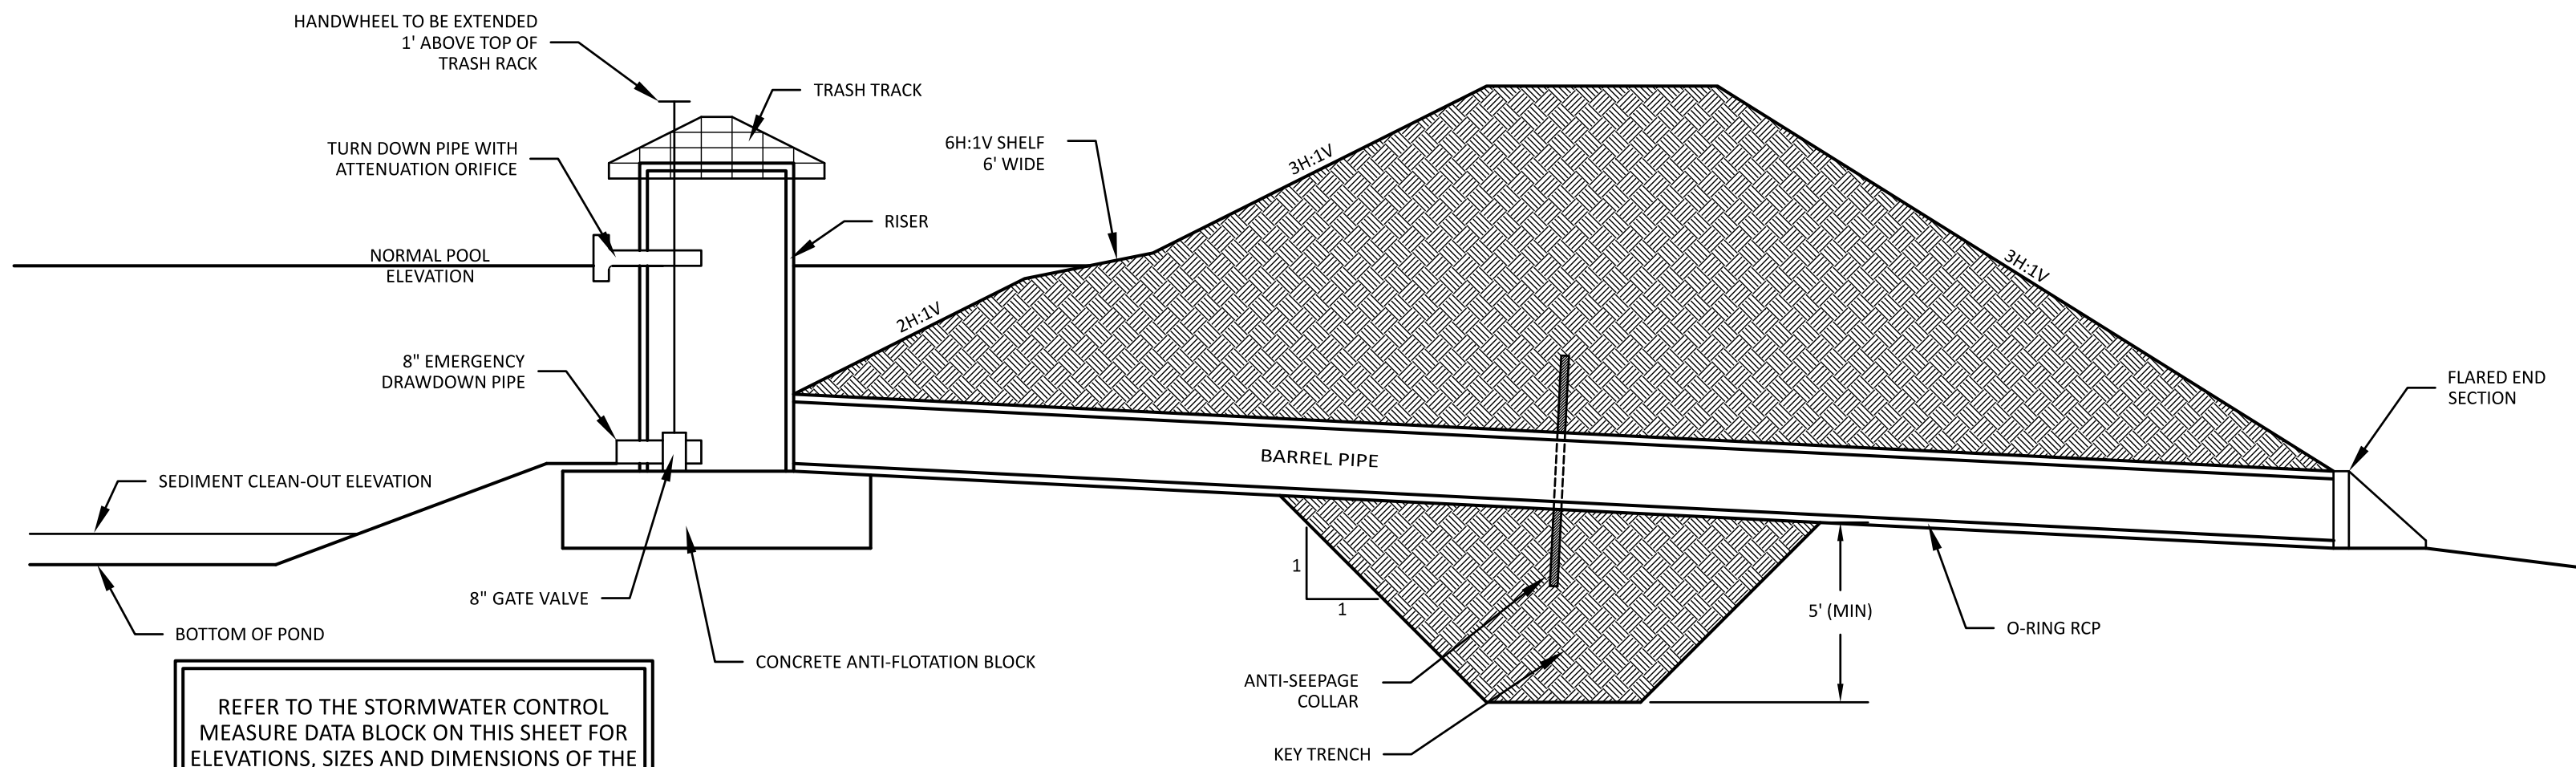 HANDWHEEL TO BE EXTENDED
1' ABOVE TOP OF
TRASH RACK
TRASH TRACK
TURN DOWN PIPE WITH
ATTENUATION ORIFICE
6H:1V SHELF
6' WIDE
3H:1V
RISER
NORMAL POOL
ELEVATION
3H:1V
2H:1V
8" EMERGENCY
DRAWDOWN PIPE
FLARED END
SECTION
BARREL PIPE
SEDIMENT CLEAN-OUT ELEVATION
1
1
8" GATE VALVE
5' (MIN)
O-RING RCP
BOTTOM OF POND
CONCRETE ANTI-FLOTATION BLOCK
ANTI-SEEPAGE
COLLAR
KEY TRENCH
REFER TO THE STORMWATER CONTROL
MEASURE DATA BLOCK ON THIS SHEET FOR
ELEVATIONS, SIZES AND DIMENSIONS OF THE